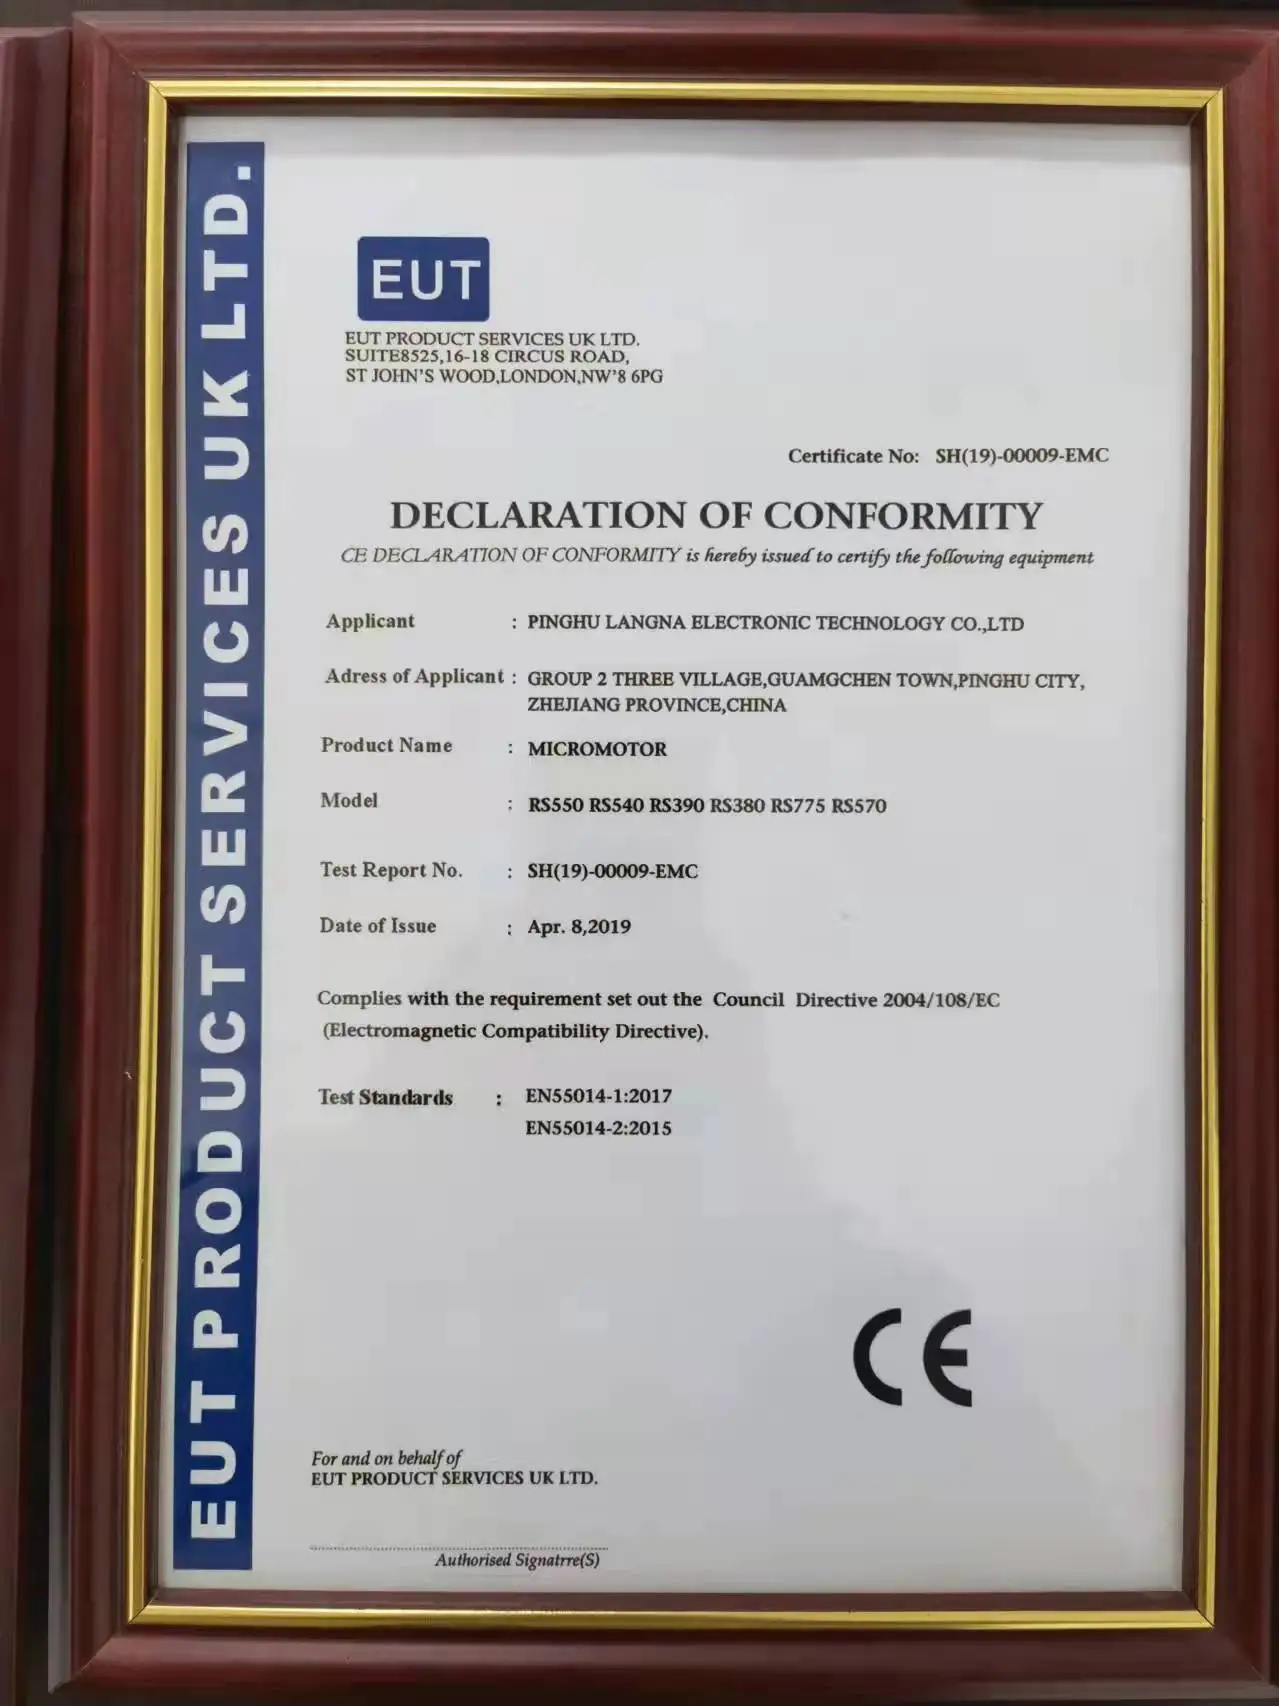 EUT PRODUCT SERVICES UK LTD.
EUT
EUT PRODUCT SERVICES UK LTD.
SUITE8525,16-18 CIRCUS ROAD,
ST JOHN'S WOOD,LONDON,NW'8 6PG
Certificate No: SH(19)-00009-EMC
DECLARATION OF CONFORMITY
CE DECLARATION OF CONFORMITY is hereby issued to certify the following equipment
Applicant : PINGHU LANGNA ELECTRONIC TECHNOLOGY CO.,LTD
Adress of Applicant : GROUP 2 THREE VILLAGE,GUAMGCHEN TOWN,PINGHU CITY,
ZHEJIANG PROVINCE,CHINA
Product Name : MICROMOTOR
Model : RS550 RS540 RS390 RS380 RS775 RS570
Test Report No. : SH(19)-00009-EMC
Date of Issue : Apr. 8,2019
Complies with the requirement set out the Council Directive 2004/108/EC
(Electromagnetic Compatibility Directive).
Test Standards : EN55014-1:2017
EN55014-2:2015
CE
For and on behalf of
EUT PRODUCT SERVICES UK LTD.
Authorised Signatrre(S)